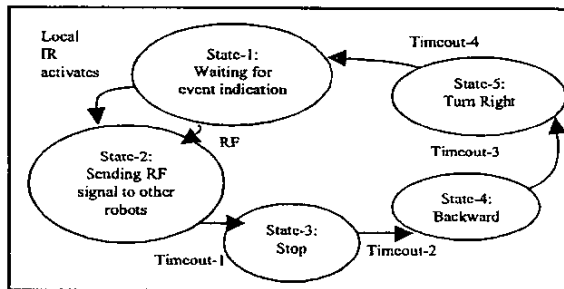 Local
IR
activates
State-1:
Waiting for
event indication
Timeout-4
State-5:
Turn Right
RF
State-2:
Sending RF
signal to other
robots
Timeout-3
State-4:
Backward
State-3:
Stop
Timeout-1
Timeout-2